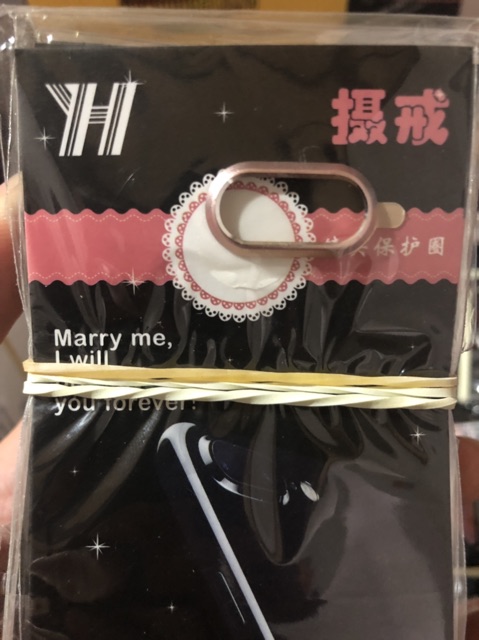 YH
摄戒
保护圈
Marry me,
I will
you forever!